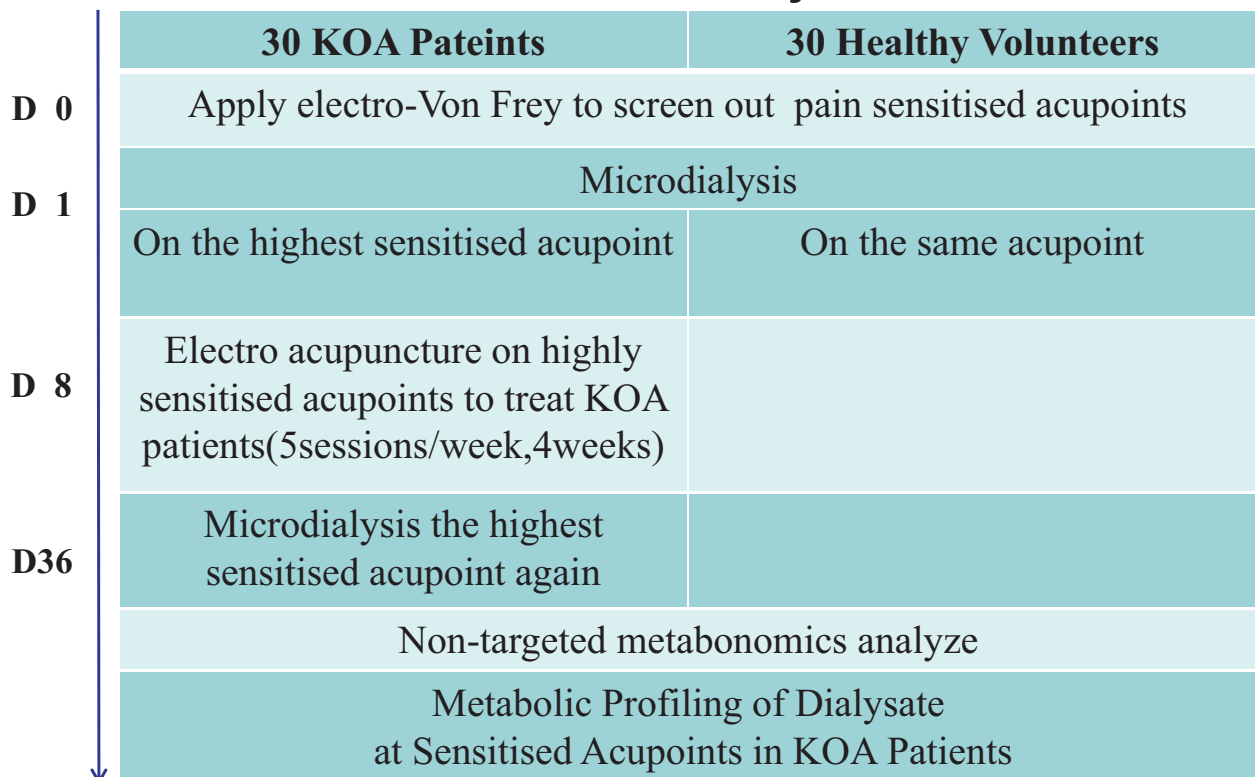 30 KOA Pateints 30 Healthy Volunteers
D 0 Apply electro-Von Frey to screen out pain sensitised acupoints
D 1 Microdialysis
On the highest sensitised acupoint On the same acupoint
D 8 Electro acupuncture on highly
sensitised acupoints to treat KOA
patients(5sessions/week,4weeks)
D36 Microdialysis the highest
sensitised acupoint again
Non-targeted metabonomics analyze
Metabolic Profiling of Dialysate
at Sensitised Acupoints in KOA Patients